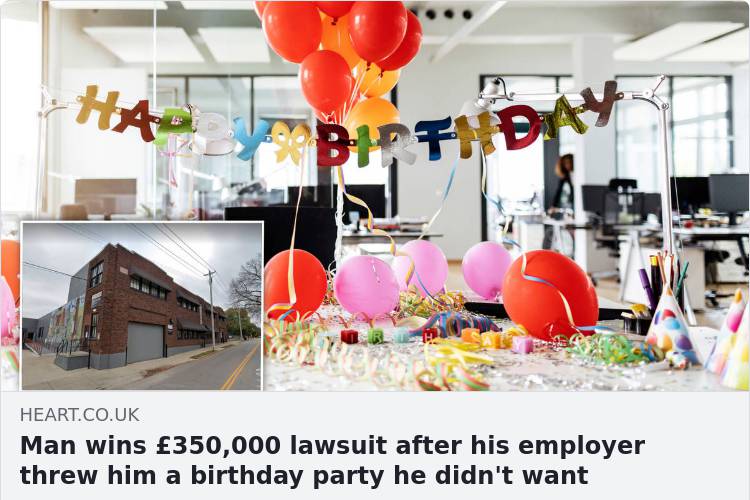 HAPPY BIRTHDAY
HEART.CO.UK
Man wins £350,000 lawsuit after his employer
threw him a birthday party he didn't want